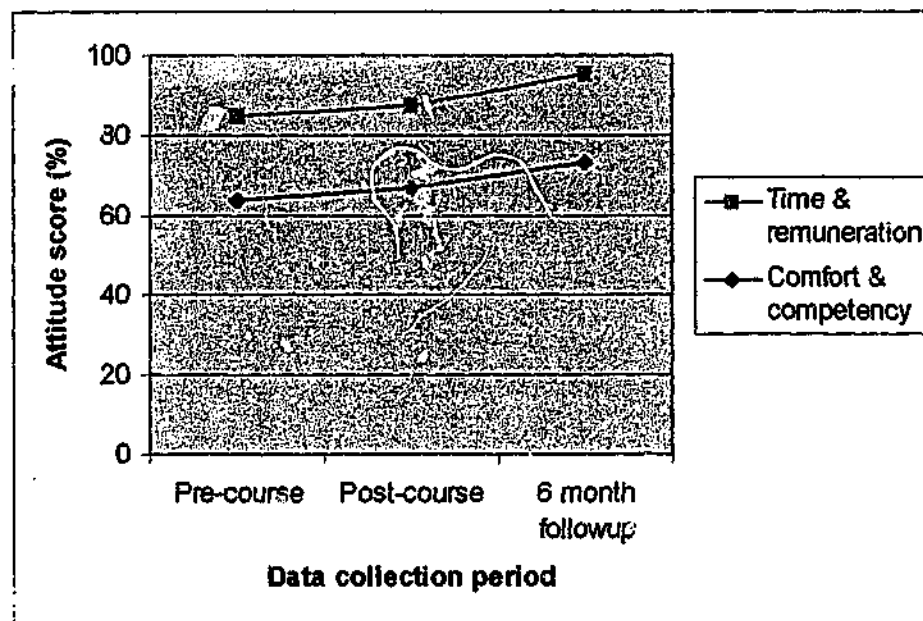 100
80
60
40
20
0
Attitude score (%)
Pre-course
Post-course
6 month
followup
Data collection period
Time &
remuneration
Comfort &
competency